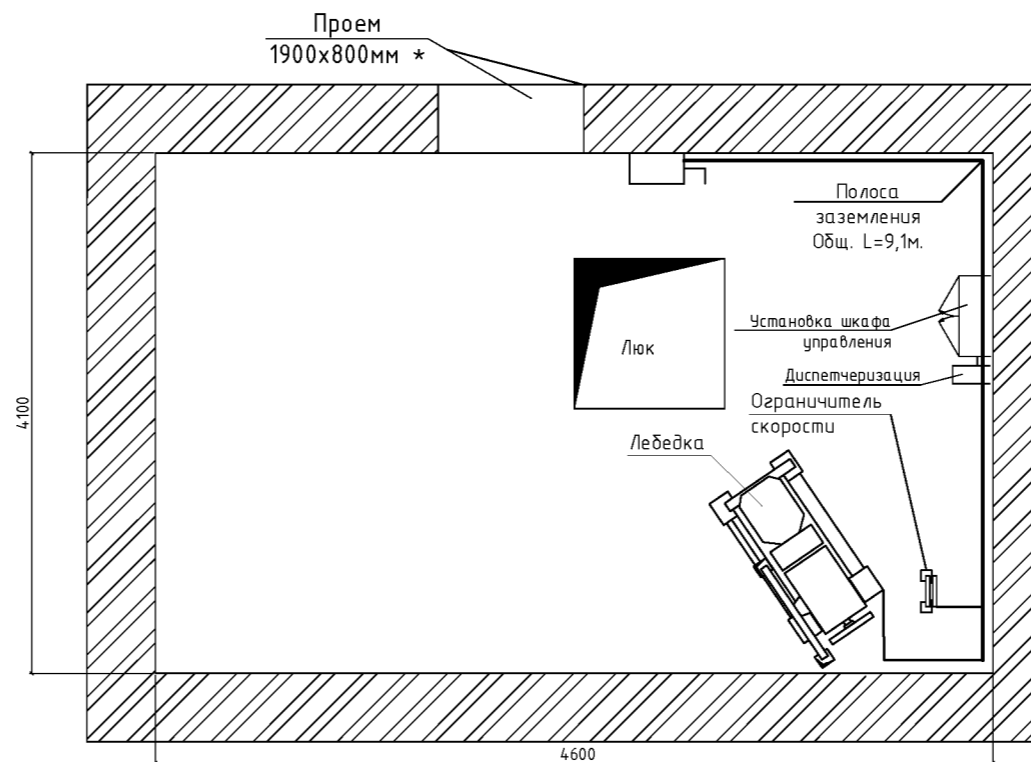 Проем
1900х800мм *
Полоса
заземления
Общ. L=9,1м.
Установка шкафа
управления
Люк
Диспетчеризация
Ограничитель
скорости
Лебедка
4100
4600